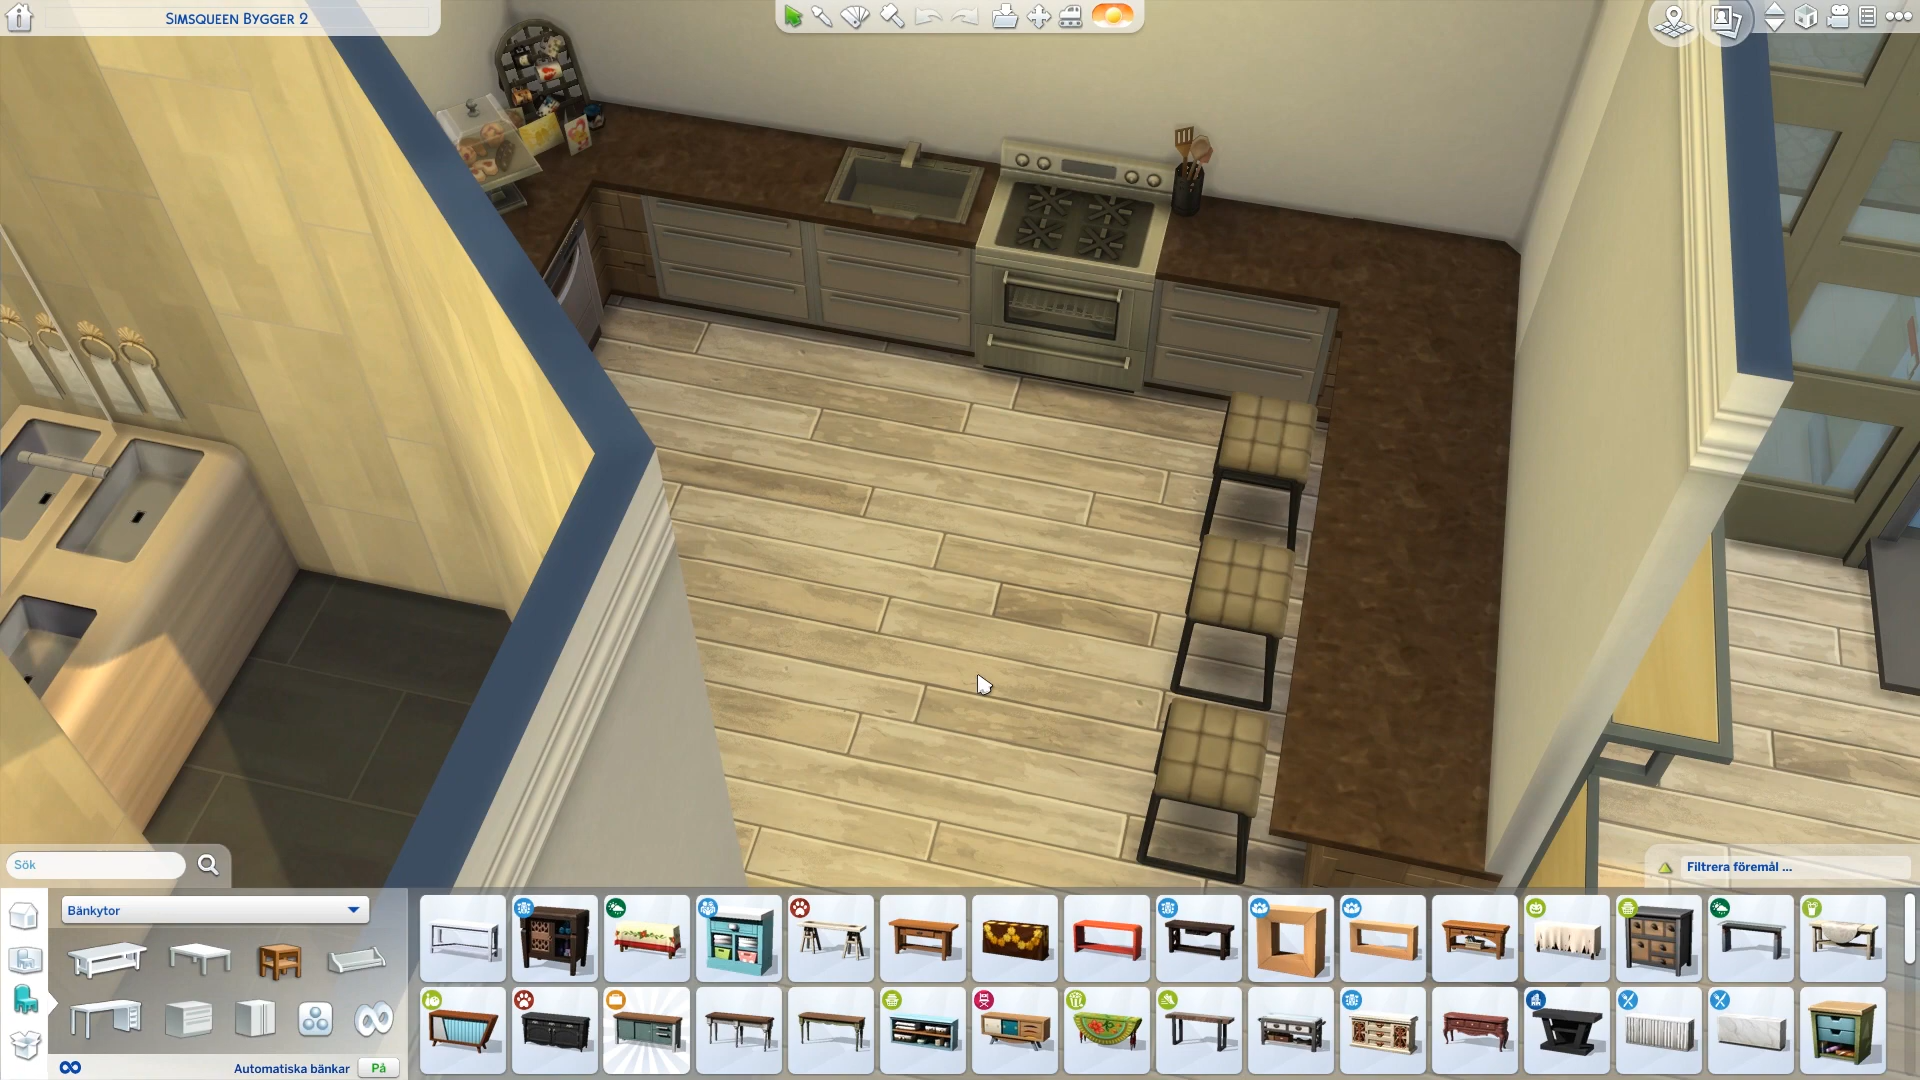 Simsqueen Bygger 2
Sök
Filtrera föremål ...
Bänkytor
Automatiska bänkar
På